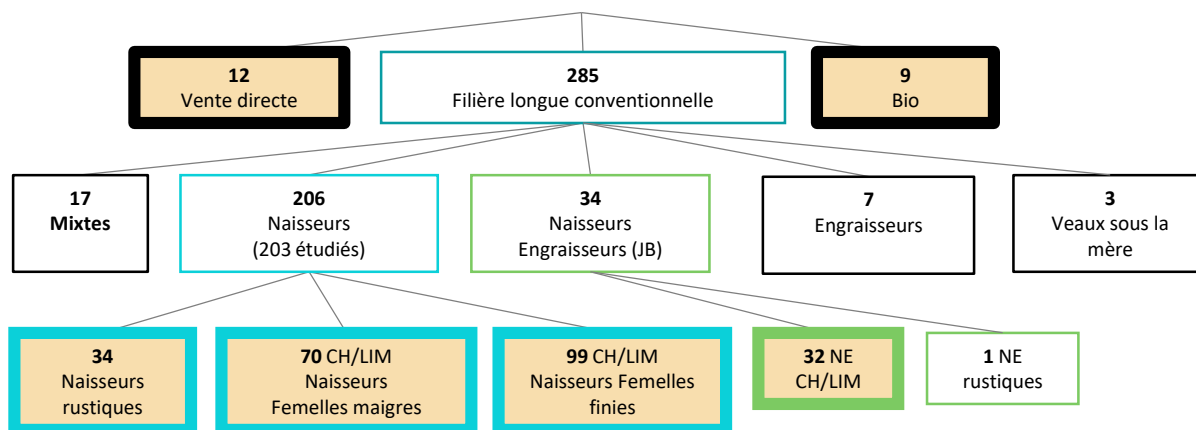 12
Vente directe
285
Filière longue conventionnelle
9
Bio
17
Mixtes
206
Naisseurs
(203 étudiés)
34
Naisseurs
Engraisseurs (JB)
7
Engraisseurs
3
Veaux sous la
mère
34
Naisseurs
rustiques
70 CH/LIM
Naisseurs
Femelles maigres
99 CH/LIM
Naisseurs Femelles
finies
32 NE
CH/LIM
1 NE
rustiques